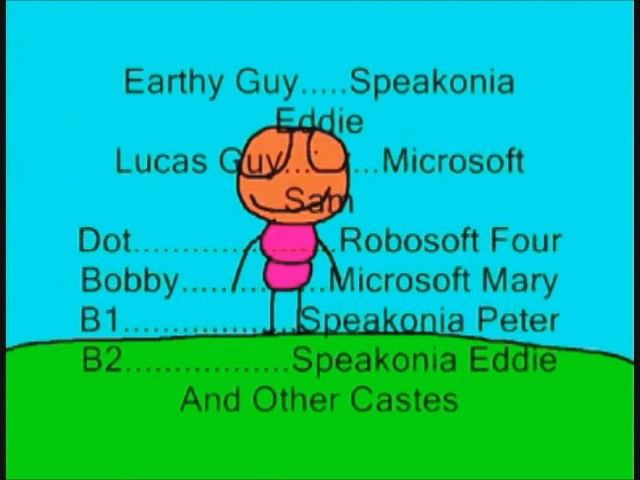 Earthy Guy.....Speakonia
Eddie
Lucas Guy.........Microsoft
Sam
Dot..................Robosoft Four
Bobby.............Microsoft Mary
B1..................Speakonia Peter
B2.................Speakonia Eddie
And Other Castes